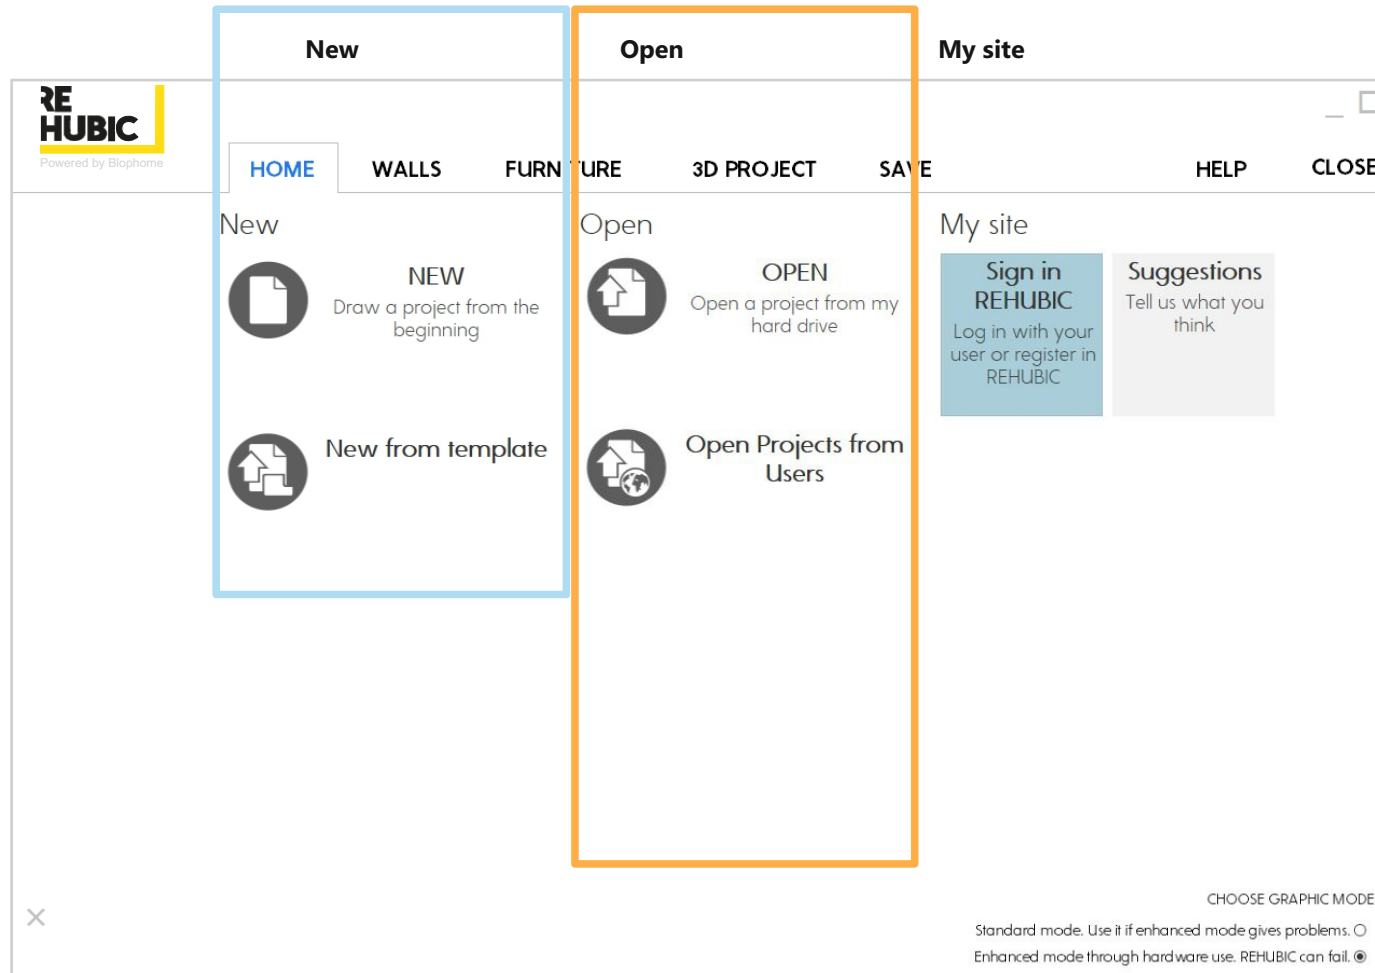 New Open My site
RE
HUBIC
Powered by Blophome
HOME WALLS FURNITURE 3D PROJECT SAVE HELP CLOSE
New
NEW
Draw a project from the
beginning
New from template
Open
OPEN
Open a project from my
hard drive
Open Projects from
Users
My site
Sign in
REHUBIC
Log in with your
user or register in
REHUBIC
Suggestions
Tell us what you
think
CHOOSE GRAPHIC MODE
Standard mode. Use it if enhanced mode gives problems.
Enhanced mode through hardware use. REHUBIC can fail.